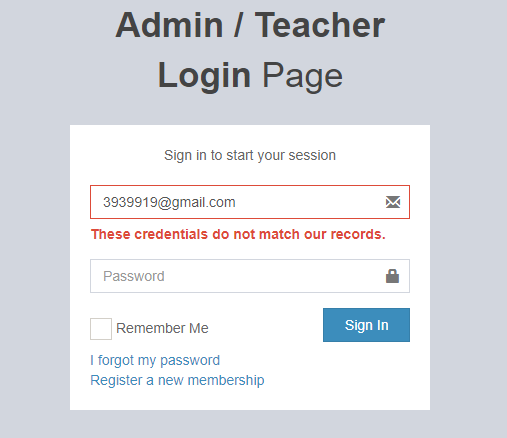 Admin / Teacher
Login Page
Sign in to start your session
3939919@gmail.com
These credentials do not match our records.
Password
Remember Me
Sign In
I forgot my password
Register a new membership